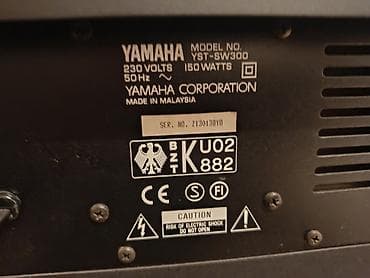 YAMAHA MODEL NO. YST-SW300
230 VOLTS 150 WATTS
50Hz ~
YAMAHA CORPORATION
MADE IN MALAYSIA
SER. NO.
BZT K U02 882
CE S FI
CAUTION
RISK OF ELECTRIC SHOCK
DO NOT OPEN